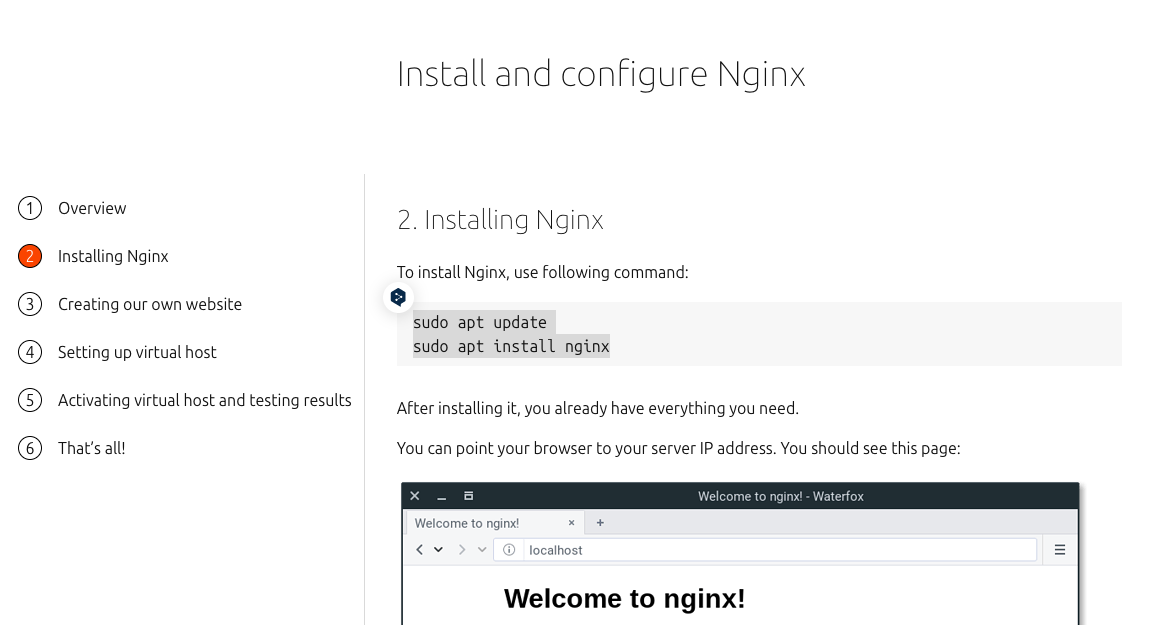 Install and configure Nginx
1 Overview
2 Installing Nginx
3 Creating our own website
4 Setting up virtual host
5 Activating virtual host and testing results
6 That’s all!
2. Installing Nginx
To install Nginx, use following command:
sudo apt update
sudo apt install nginx
After installing it, you already have everything you need.
You can point your browser to your server IP address. You should see this page:
Welcome to nginx! - Waterfox
Welcome to nginx!
localhost
Welcome to nginx!